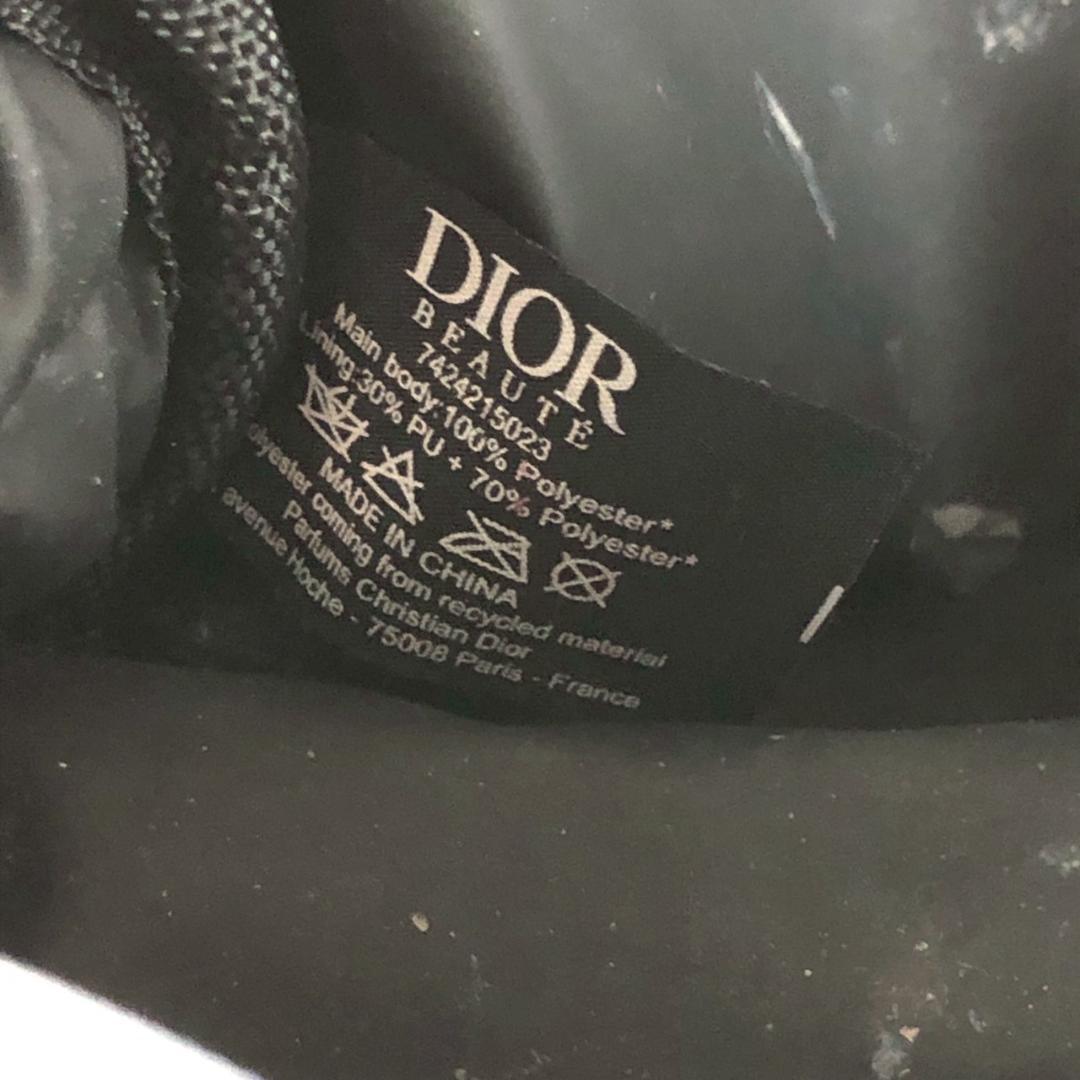 DIOR
BEAUTÉ
7424215023
Main body:100% Polyester*
Lining:30% PU + 70% Polyester*
MADE IN CHINA
olyester coming from recycled material
Parfums Christian Dior
avenue Hoche - 75008 Paris - France